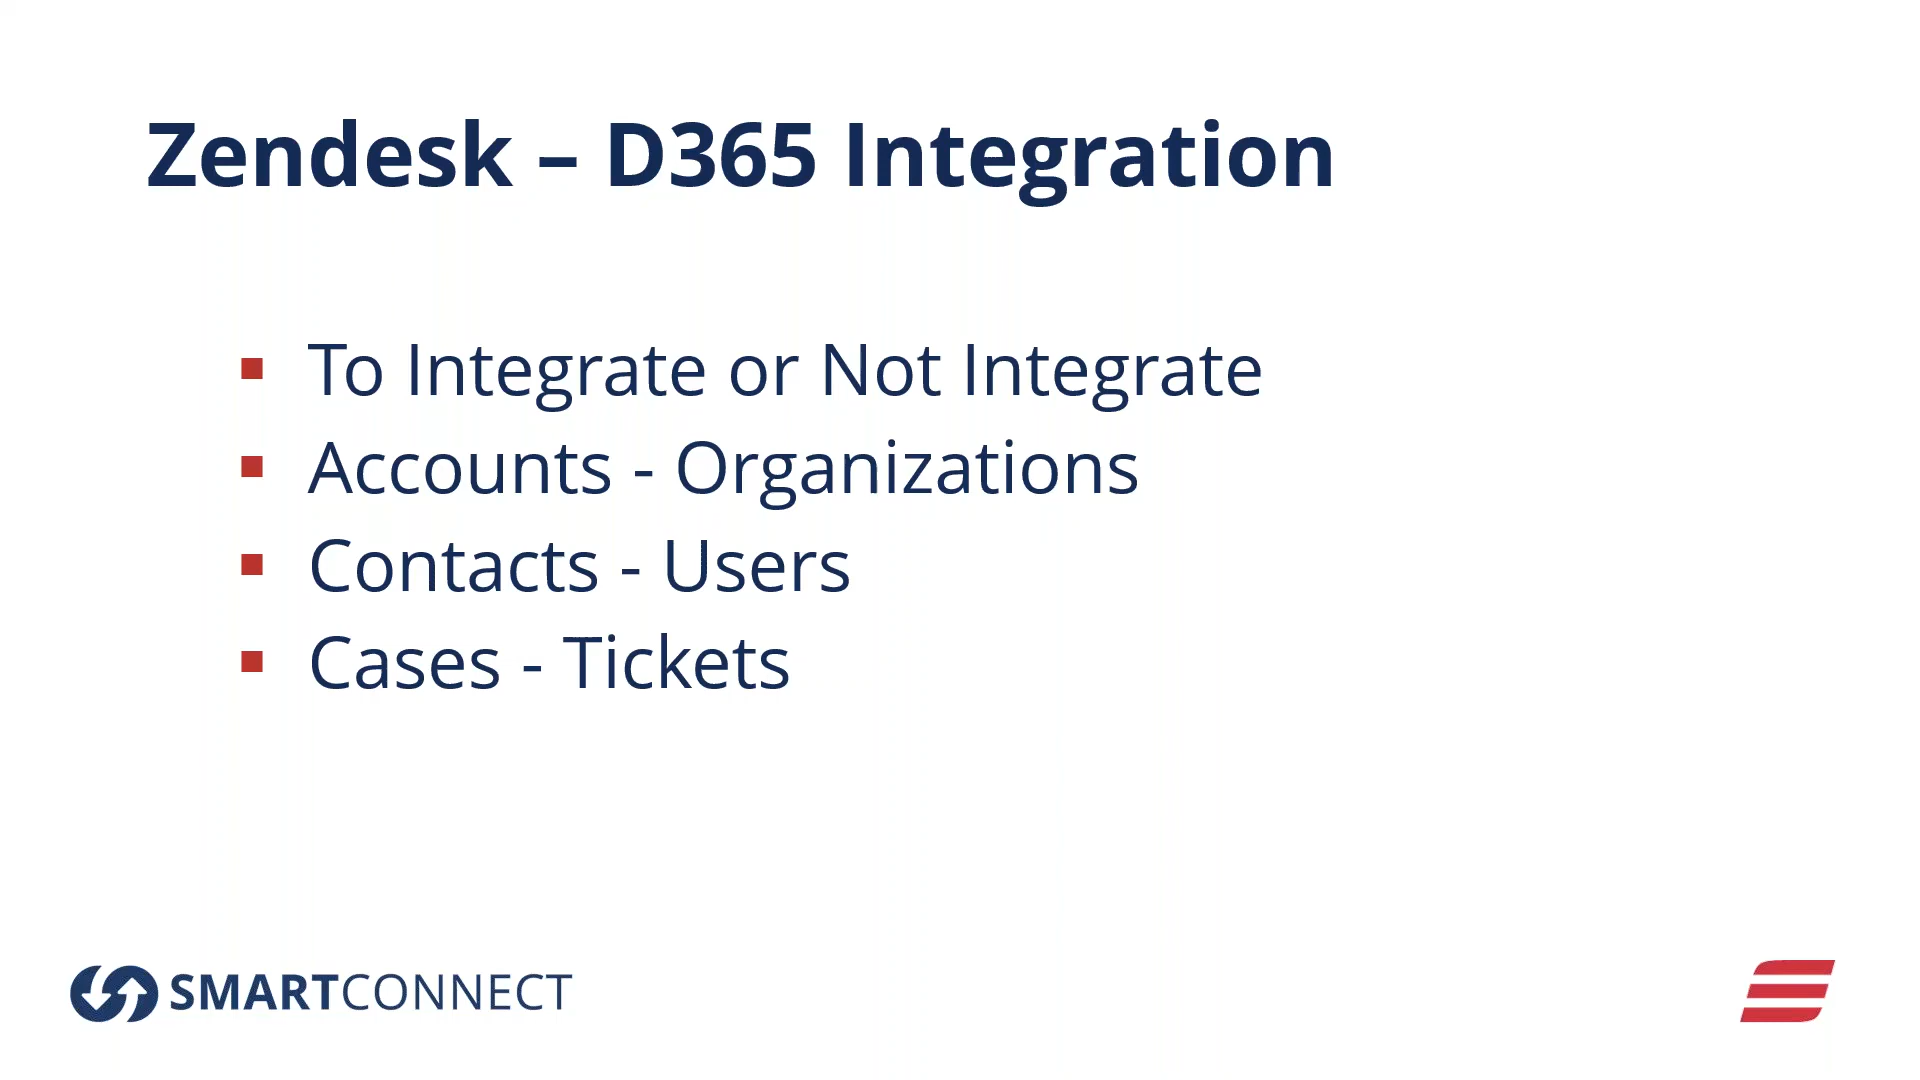 Zendesk – D365 Integration
To Integrate or Not Integrate
Accounts - Organizations
Contacts - Users
Cases - Tickets
SMARTCONNECT